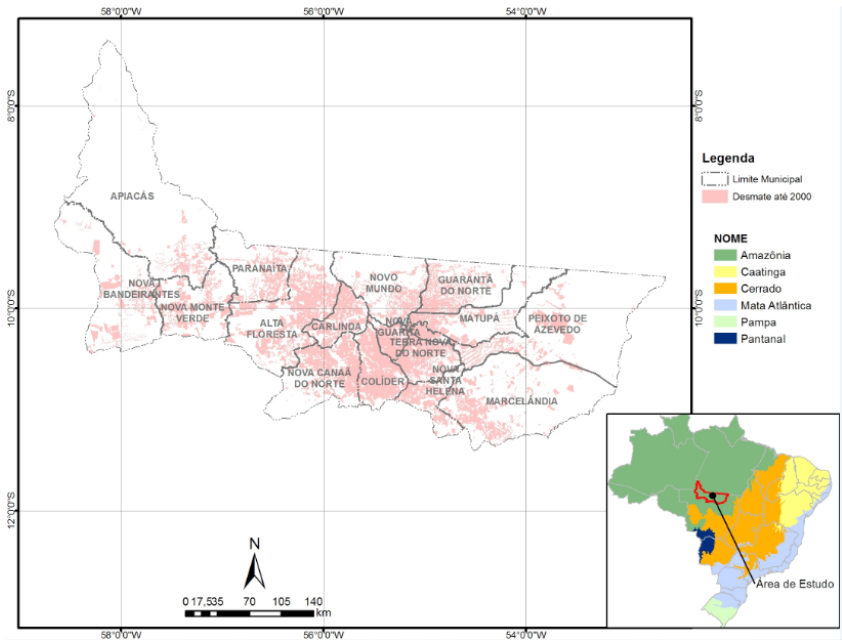 58°0'0"W
56°0'0"W
54°0'0"W
8°0'0"S
8°0'0"S
APIACÁS
PARANAÍTA
NOVA
BANDEIRANTES
NOVA MONTE
VERDE
ALTA
FLORESTA
CARLINDA
NOVO
MUNDO
GUARANTÃ
DO NORTE
NOVA
GUARITA
MATUPÁ
PEIXOTO DE
AZEVEDO
TERRA NOVA
DO NORTE
NOVA CANAÃ
DO NORTE
COLÍDER
NOVA
SANTA
HELENA
MARCELÂNDIA
10°0'0"S
10°0'0"S
12°0'0"S
12°0'0"S
Legenda
Limite Municipal
Desmate até 2000
NOME
Amazônia
Caatinga
Cerrado
Mata Atlântica
Pampa
Pantanal
Área de Estudo
N
0 17,535 70 105 140
km
58°0'0"W
56°0'0"W
54°0'0"W